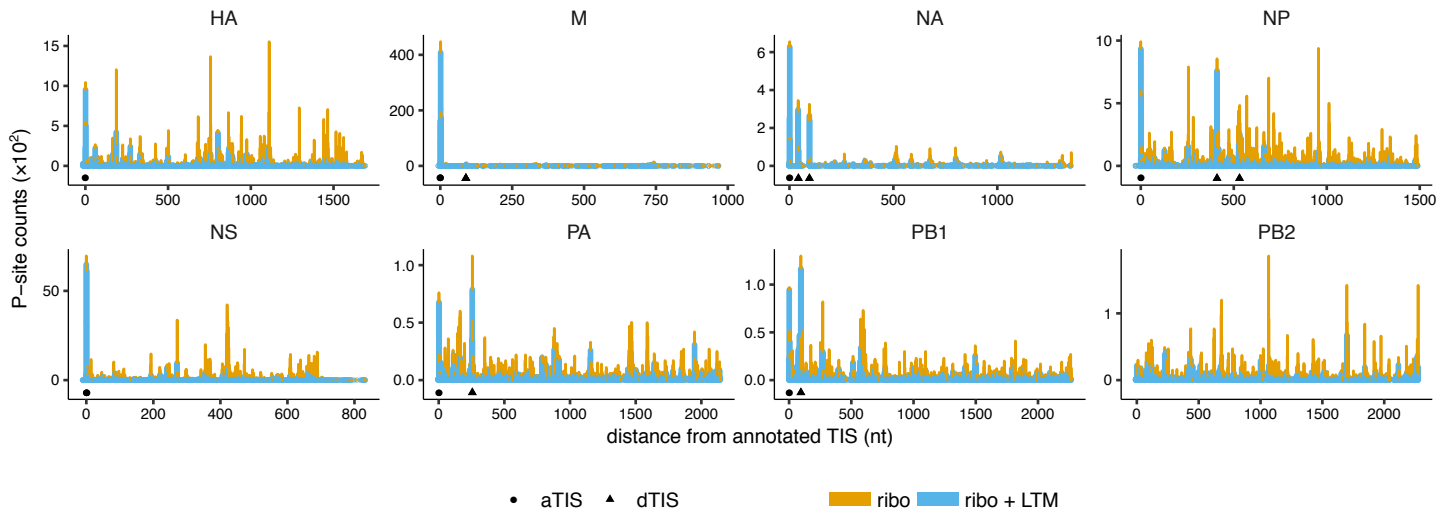 HA M NA NP
P−site counts (×10²)
15
10
5
0
400
200
0
6
4
2
0
10
5
0
0 500 1000 1500
0 250 500 750 1000
0 500 1000
0 500 1000 1500
NS PA PB1 PB2
50
0
1.0
0.5
0.0
1.0
0.5
0.0
1
0
0 200 400 600 800
0 500 1000 1500 2000
0 500 1000 1500 2000
0 500 1000 1500 2000
distance from annotated TIS (nt)
aTIS dTIS ribo ribo + LTM